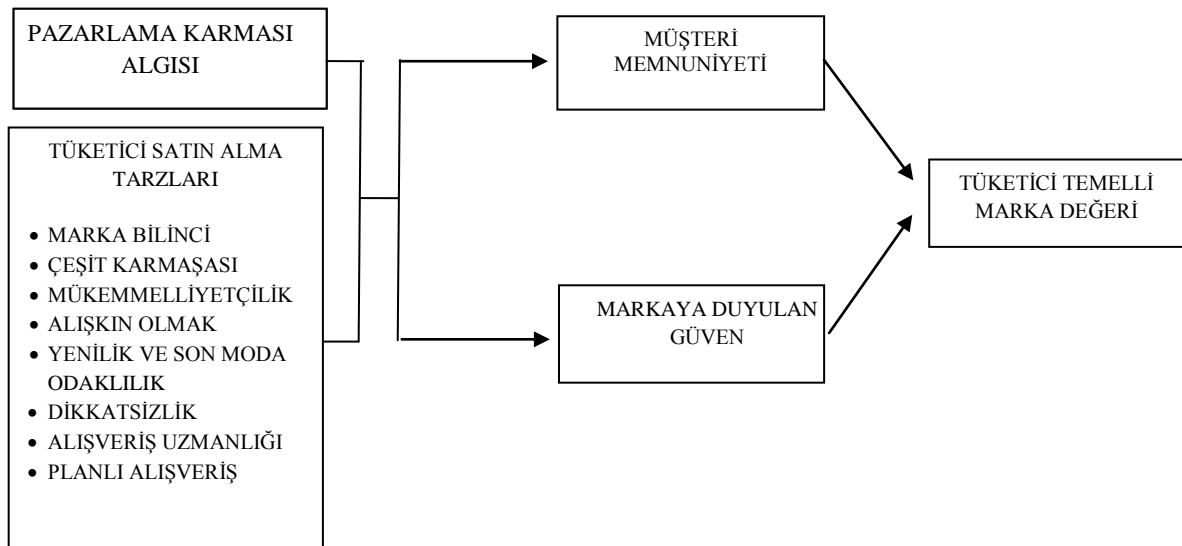 PAZARLAMA KARMASI
ALGISI
TÜKETİCİ SATIN ALMA
TARZLARI
• MARKA BİLİNCİ
• ÇEŞİT KARMAŞASI
• MÜKEMMELLİYETÇİLİK
• ALIŞKIN OLMAK
• YENİLİK VE SON MODA
ODAKLILIK
• DİKKATSİZLİK
• ALIŞVERİŞ UZMANLIĞI
• PLANLI ALIŞVERİŞ
MÜŞTERİ
MEMNUNİYETİ
MARKAYA DUYULAN
GÜVEN
TÜKETİCİ TEMELLİ
MARKA DEĞERİ